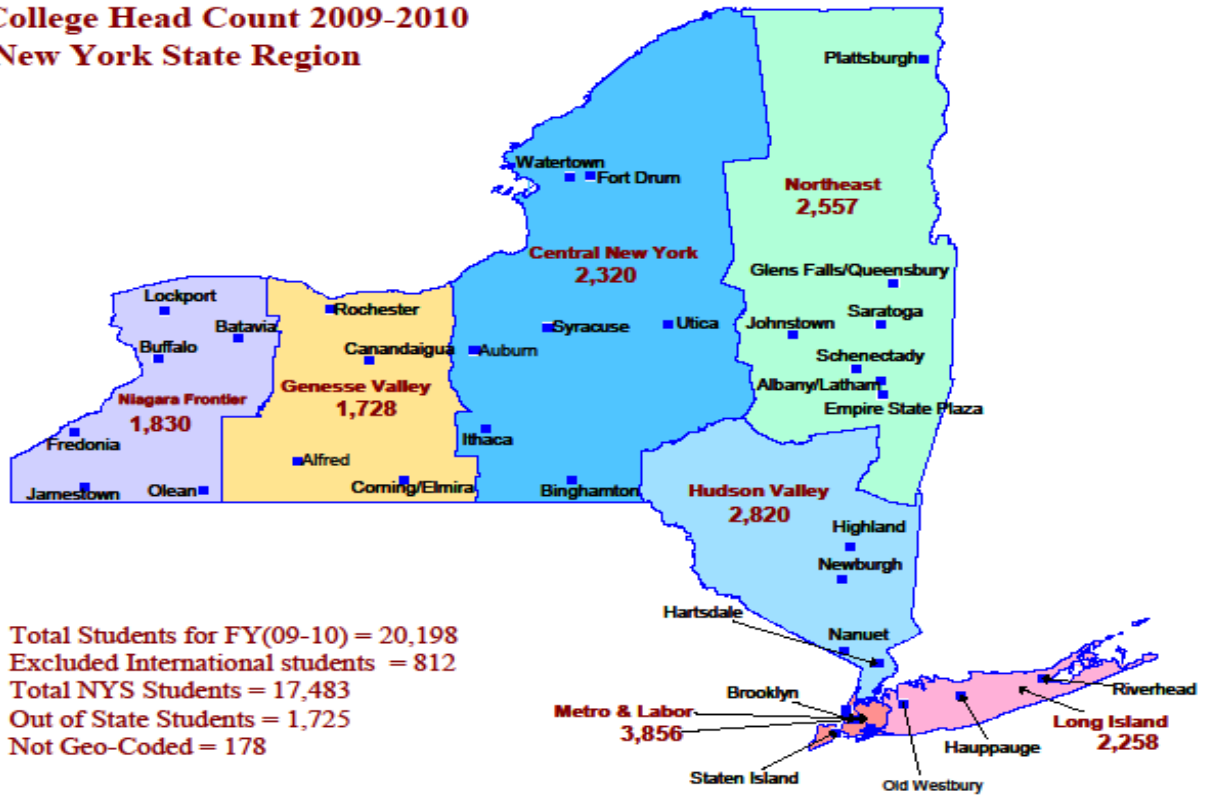 College Head Count 2009-2010
New York State Region
Plattsburgh
Watertown
Fort Drum
Northeast
2,557
Central New York
2,320
Glens Falls/Queensbury
Lockport
Rochester
Saratoga
Batavia
Syracuse
Utica
Johnstown
Buffalo
Canandaigua
Auburn
Schenectady
Niagara Frontier
1,830
Genesse Valley
1,728
Albany/Latham
Empire State Plaza
Fredonia
Ithaca
Alfred
Jamestown
Olean
Corning/Elmira
Binghamton
Hudson Valley
2,820
Highland
Newburgh
Hartsdale
Nanuet
Total Students for FY(09-10) = 20,198
Excluded International students = 812
Total NYS Students = 17,483
Out of State Students = 1,725
Not Geo-Coded = 178
Brooklyn
Riverhead
Metro & Labor
3,856
Long Island
2,258
Hauppauge
Staten Island
Old Westbury